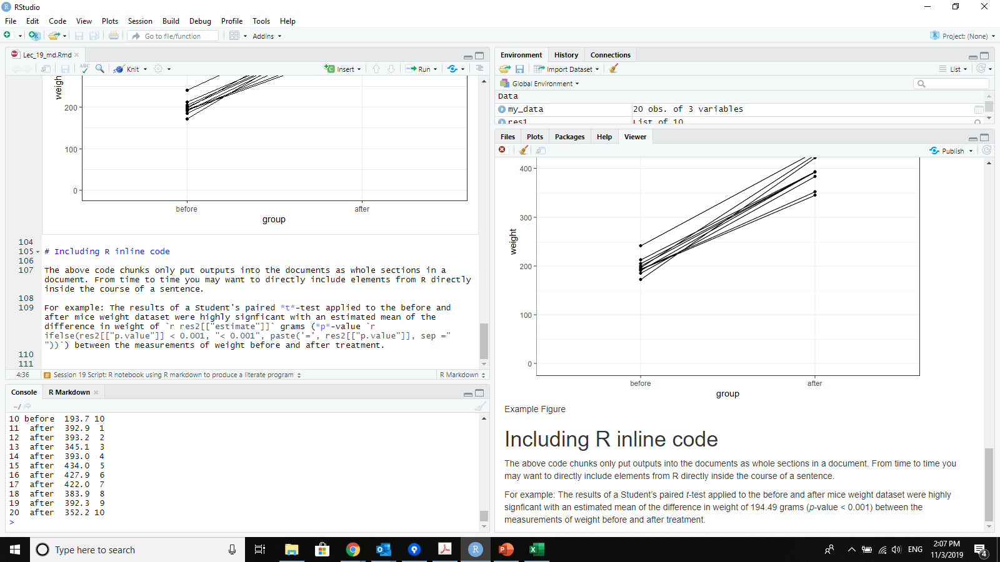 RStudio
File Edit Code View Plots Session Build Debug Profile Tools Help
Go to file/function Addins Project: (None)
Lec_19_md.Rmd
ABC Knit Insert Run
weigh
200
100
0
before after
group
104
105 # Including R inline code
106
107 The above code chunks only put outputs into the documents as whole sections in a
document. From time to time you may want to directly include elements from R directly
inside the course of a sentence.
108
109 For example: The results of a Student's paired *t*-test applied to the before and
after mice weight dataset were highly signficant with an estimated mean of the
difference in weight of `r res2[["estimate"]]` grams (*p*-value `r
ifelse(res2[["p.value"]] < 0.001, "< 0.001", paste('=', res2[["p.value"]], sep ="
"))`) between the measurements of weight before and after treatment.
110
111
4:36 # Session 19 Script: R notebook using R markdown to produce a literate program R Markdown
Console R Markdown
~/
10 before 193.7 10
11 after 392.9 1
12 after 393.2 2
13 after 345.1 3
14 after 393.0 4
15 after 434.0 5
16 after 427.9 6
17 after 422.0 7
18 after 383.9 8
19 after 392.3 9
20 after 352.2 10
>
Environment History Connections
Import Dataset List
Global Environment
Data
my_data 20 obs. of 3 variables
res1 List of 10
Files Plots Packages Help Viewer
Publish
400
300
200
100
0
weight
before after
group
Example Figure
Including R inline code
The above code chunks only put outputs into the documents as whole sections in a document. From time to time you
may want to directly include elements from R directly inside the course of a sentence.
For example: The results of a Student's paired t-test applied to the before and after mice weight dataset were highly
signficant with an estimated mean of the difference in weight of 194.49 grams (p-value < 0.001) between the
measurements of weight before and after treatment.
Type here to search
ENG
2:07 PM
11/3/2019
4